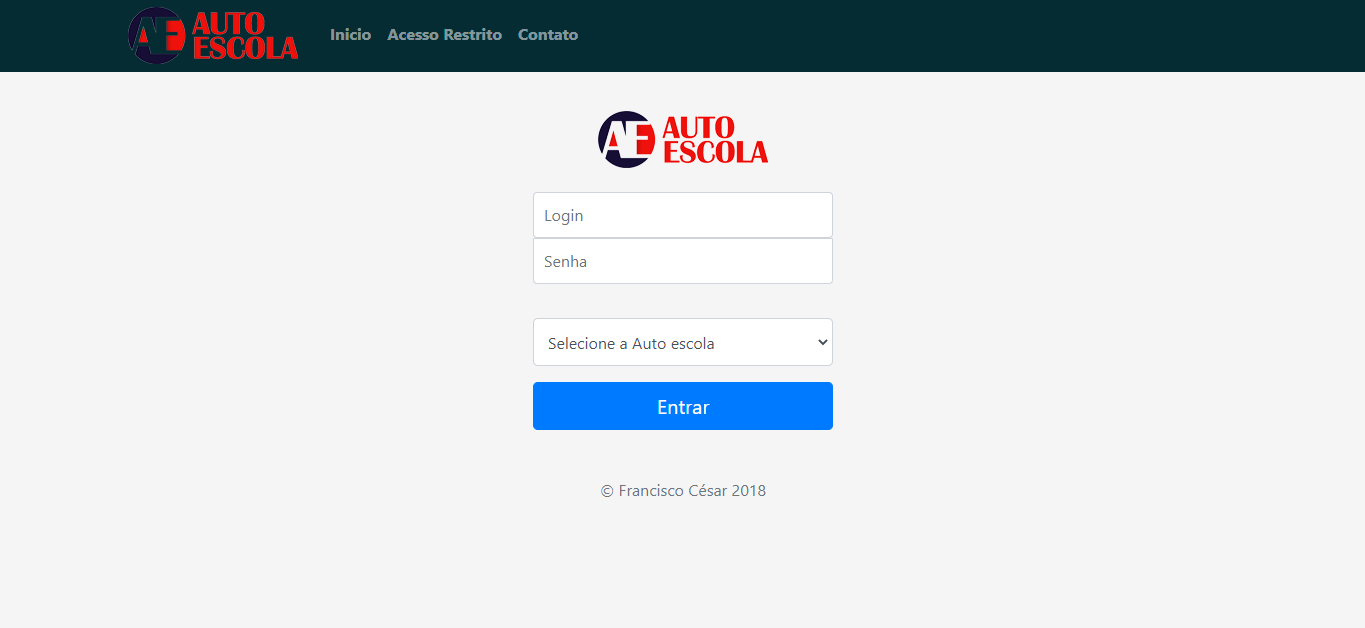 AE AUTO ESCOLA
Inicio Acesso Restrito Contato
AE AUTO ESCOLA
Login
Senha
Selecione a Auto escola
Entrar
© Francisco César 2018